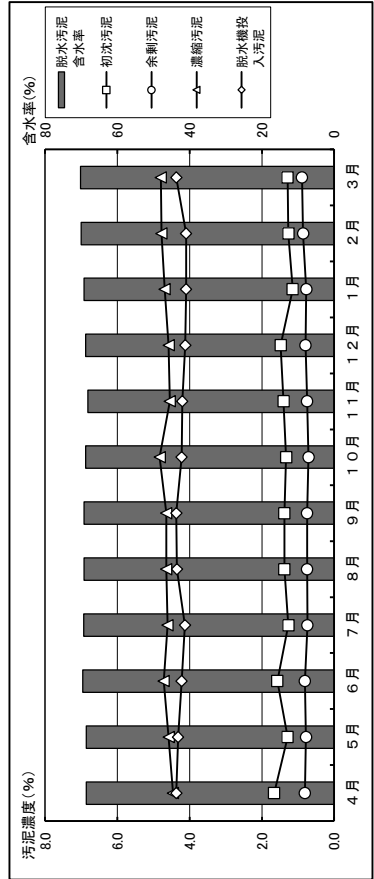 汚泥濃度(%)
含水率(%)
8.0
6.0
4.0
2.0
0.0
80
60
40
20
0
4月
5月
6月
7月
8月
9月
10月
11月
12月
1月
2月
3月
脱水汚泥
含水率
初沈汚泥
余剰汚泥
濃縮汚泥
脱水機投
入汚泥